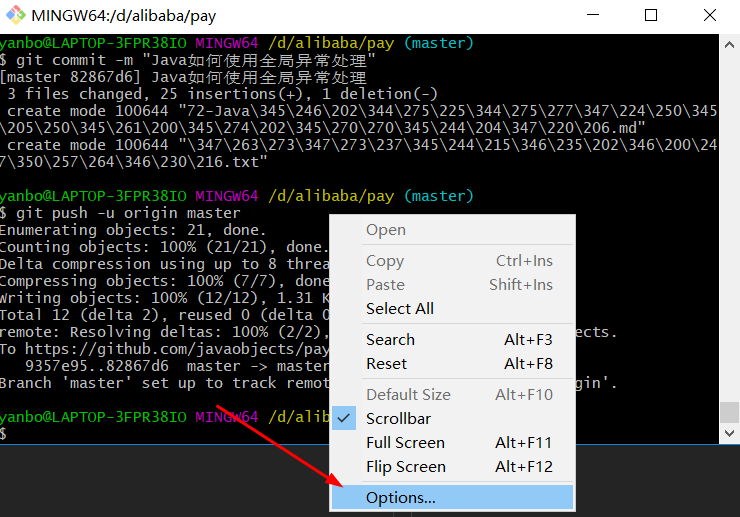 MINGW64:/d/alibaba/pay
yanbo@LAPTOP-3FPR38IO MINGW64 /d/alibaba/pay (master)
$ git commit -m "Java如何使用全局异常处理"
[master 82867d6] Java如何使用全局异常处理
3 files changed, 25 insertions(+), 1 deletion(-)
create mode 100644 "72-Java\345\246\202\344\275\225\344\275\277\347\224\250\345
\205\250\345\261\200\345\274\202\345\270\270\345\244\204\347\220\206.md"
create mode 100644 "\347\263\273\347\273\237\345\244\215\346\235\202\346\200\24
7\350\257\264\346\230\216.txt"
yanbo@LAPTOP-3FPR38IO MINGW64 /d/alibaba/pay (master)
$ git push -u origin master
Enumerating objects: 21, done.
Counting objects: 100% (21/21), done.
Delta compression using up to 8 threa
Compressing objects: 100% (7/7), done
Writing objects: 100% (12/12), 1.31 K
Total 12 (delta 2), reused 0 (delta 0
remote: Resolving deltas: 100% (2/2), ects.
To https://github.com/javaobjects/pay
9357e95..82867d6 master -> maste
Branch 'master' set up to track remot gin'.
yanbo@LAPTOP-3FPR38IO MINGW64 /d/alib
$
Open
Copy Ctrl+Ins
Paste Shift+Ins
Select All
Search Alt+F3
Reset Alt+F8
Default Size Alt+F10
Scrollbar
Full Screen Alt+F11
Flip Screen Alt+F12
Options...